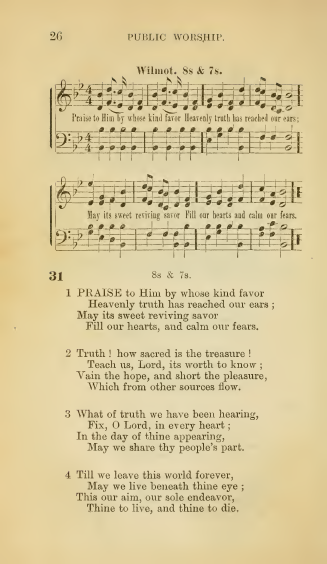 26 PUBLIC WORSHIP.
Wilmot. 8s & 7s.
Praise to Him by whose kind favor Heavenly truth has reached our ears;
May its sweet reviving savor Fill our hearts and calm our fears.
31 8s & 7s.
1 PRAISE to Him by whose kind favor
Heavenly truth has reached our ears ;
May its sweet reviving savor
Fill our hearts, and calm our fears.
2 Truth ! how sacred is the treasure !
Teach us, Lord, its worth to know ;
Vain the hope, and short the pleasure,
Which from other sources flow.
3 What of truth we have been hearing,
Fix, O Lord, in every heart ;
In the day of thine appearing,
May we share thy people's part.
4 Till we leave this world forever,
May we live beneath thine eye ;
This our aim, our sole endeavor,
Thine to live, and thine to die.